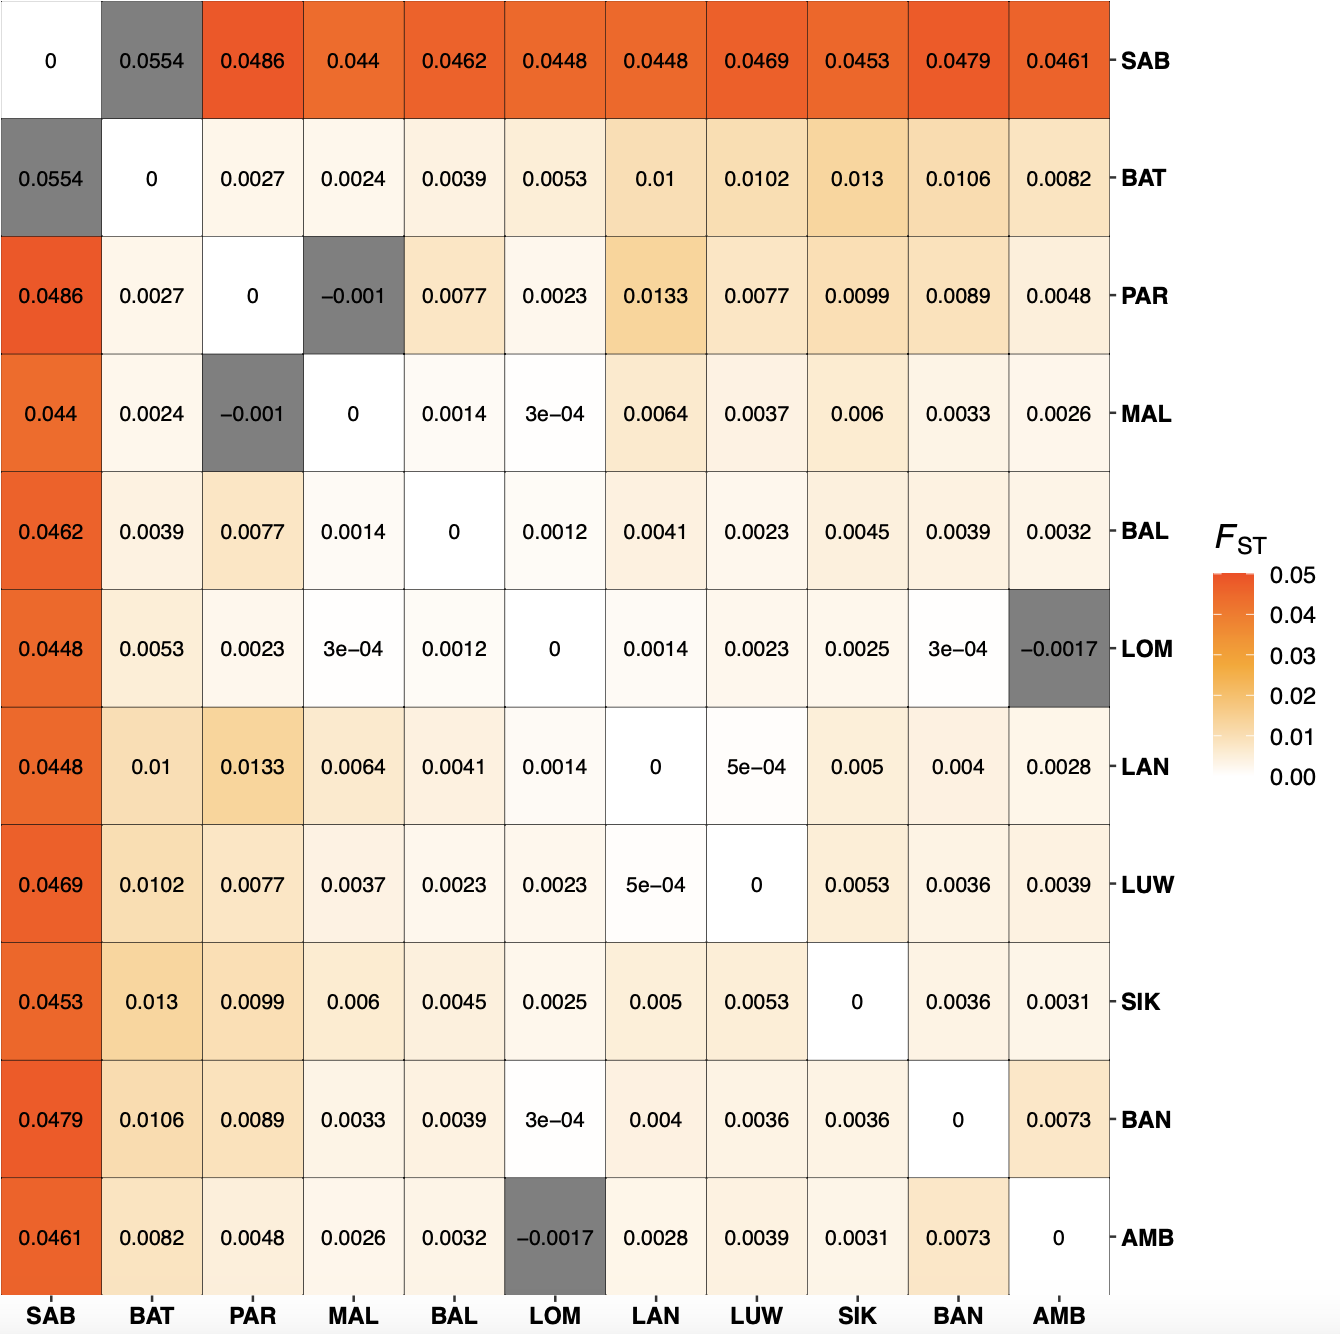 0 0.0554 0.0486 0.044 0.0462 0.0448 0.0448 0.0469 0.0453 0.0479 0.0461 SAB
0.0554 0 0.0027 0.0024 0.0039 0.0053 0.01 0.0102 0.013 0.0106 0.0082 BAT
0.0486 0.0027 0 −0.001 0.0077 0.0023 0.0133 0.0077 0.0099 0.0089 0.0048 PAR
0.044 0.0024 −0.001 0 0.0014 3e−04 0.0064 0.0037 0.006 0.0033 0.0026 MAL
0.0462 0.0039 0.0077 0.0014 0 0.0012 0.0041 0.0023 0.0045 0.0039 0.0032 BAL
0.0448 0.0053 0.0023 3e−04 0.0012 0 0.0014 0.0023 0.0025 3e−04 −0.0017 LOM
0.0448 0.01 0.0133 0.0064 0.0041 0.0014 0 5e−04 0.005 0.004 0.0028 LAN
0.0469 0.0102 0.0077 0.0037 0.0023 0.0023 5e−04 0 0.0053 0.0036 0.0039 LUW
0.0453 0.013 0.0099 0.006 0.0045 0.0025 0.005 0.0053 0 0.0036 0.0031 SIK
0.0479 0.0106 0.0089 0.0033 0.0039 3e−04 0.004 0.0036 0.0036 0 0.0073 BAN
0.0461 0.0082 0.0048 0.0026 0.0032 −0.0017 0.0028 0.0039 0.0031 0.0073 0 AMB
SAB BAT PAR MAL BAL LOM LAN LUW SIK BAN AMB
FST
0.05
0.04
0.03
0.02
0.01
0.00